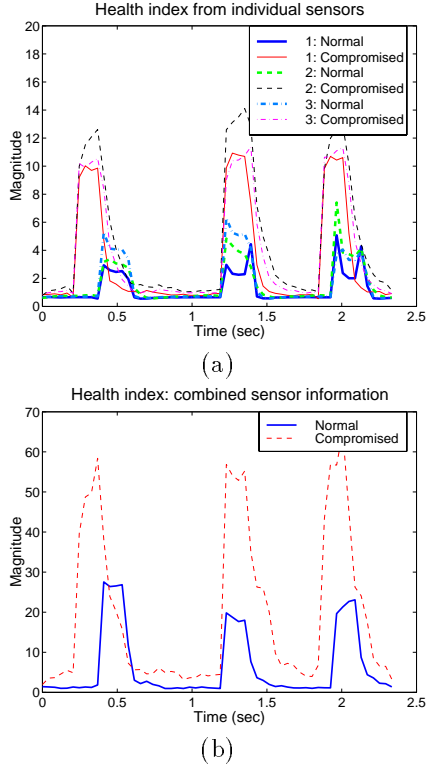 Health index from individual sensors
1: Normal
1: Compromised
2: Normal
2: Compromised
3: Normal
3: Compromised
20
18
16
14
12
10
8
6
4
2
0
Magnitude
0 0.5 1 1.5 2 2.5
Time (sec)
(a)
Health index: combined sensor information
Normal
Compromised
70
60
50
40
30
20
10
0
Magnitude
0 0.5 1 1.5 2 2.5
Time (sec)
(b)